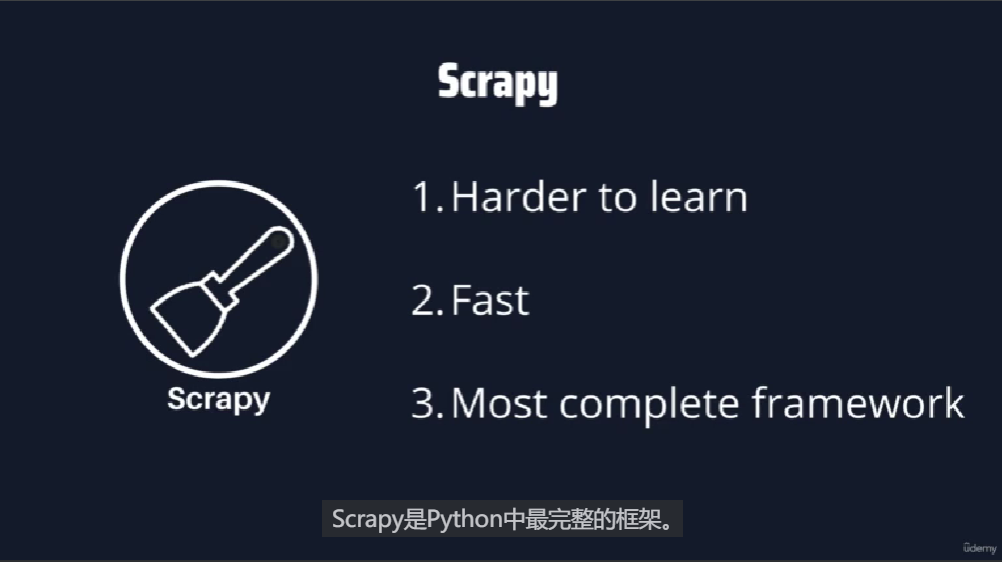 Scrapy
1. Harder to learn
2. Fast
3. Most complete framework
Scrapy
Scrapy是Python中最完整的框架。
ûdemy